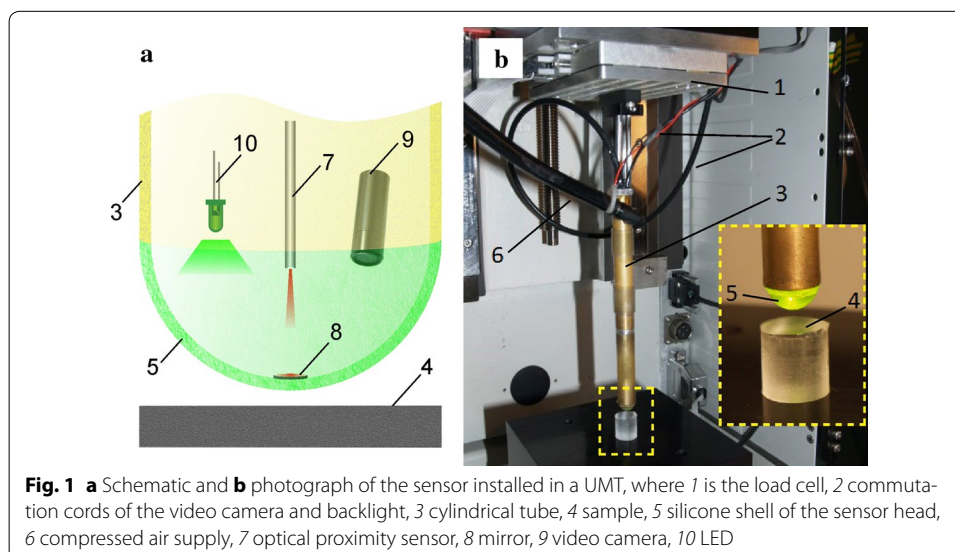 a
10
7
9
3
8
5
4
b
1
2
3
6
5
4
Fig. 1 a Schematic and b photograph of the sensor installed in a UMT, where 1 is the load cell, 2 commuta-
tion cords of the video camera and backlight, 3 cylindrical tube, 4 sample, 5 silicone shell of the sensor head,
6 compressed air supply, 7 optical proximity sensor, 8 mirror, 9 video camera, 10 LED